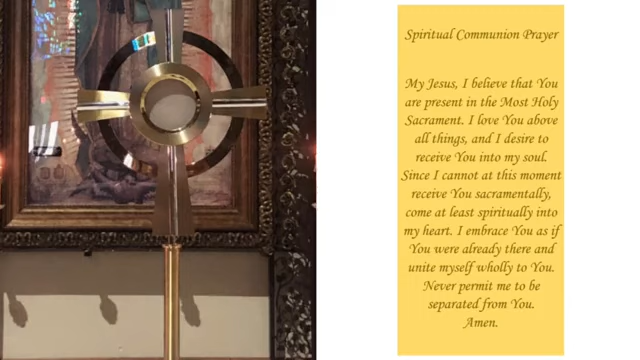 Spiritual Communion Prayer
My Jesus, I believe that You
are present in the Most Holy
Sacrament. I love You above
all things, and I desire to
receive You into my soul.
Since I cannot at this moment
receive You sacramentally,
come at least spiritually into
my heart. I embrace You as if
You were already there and
unite myself wholly to You.
Never permit me to be
separated from You.
Amen.